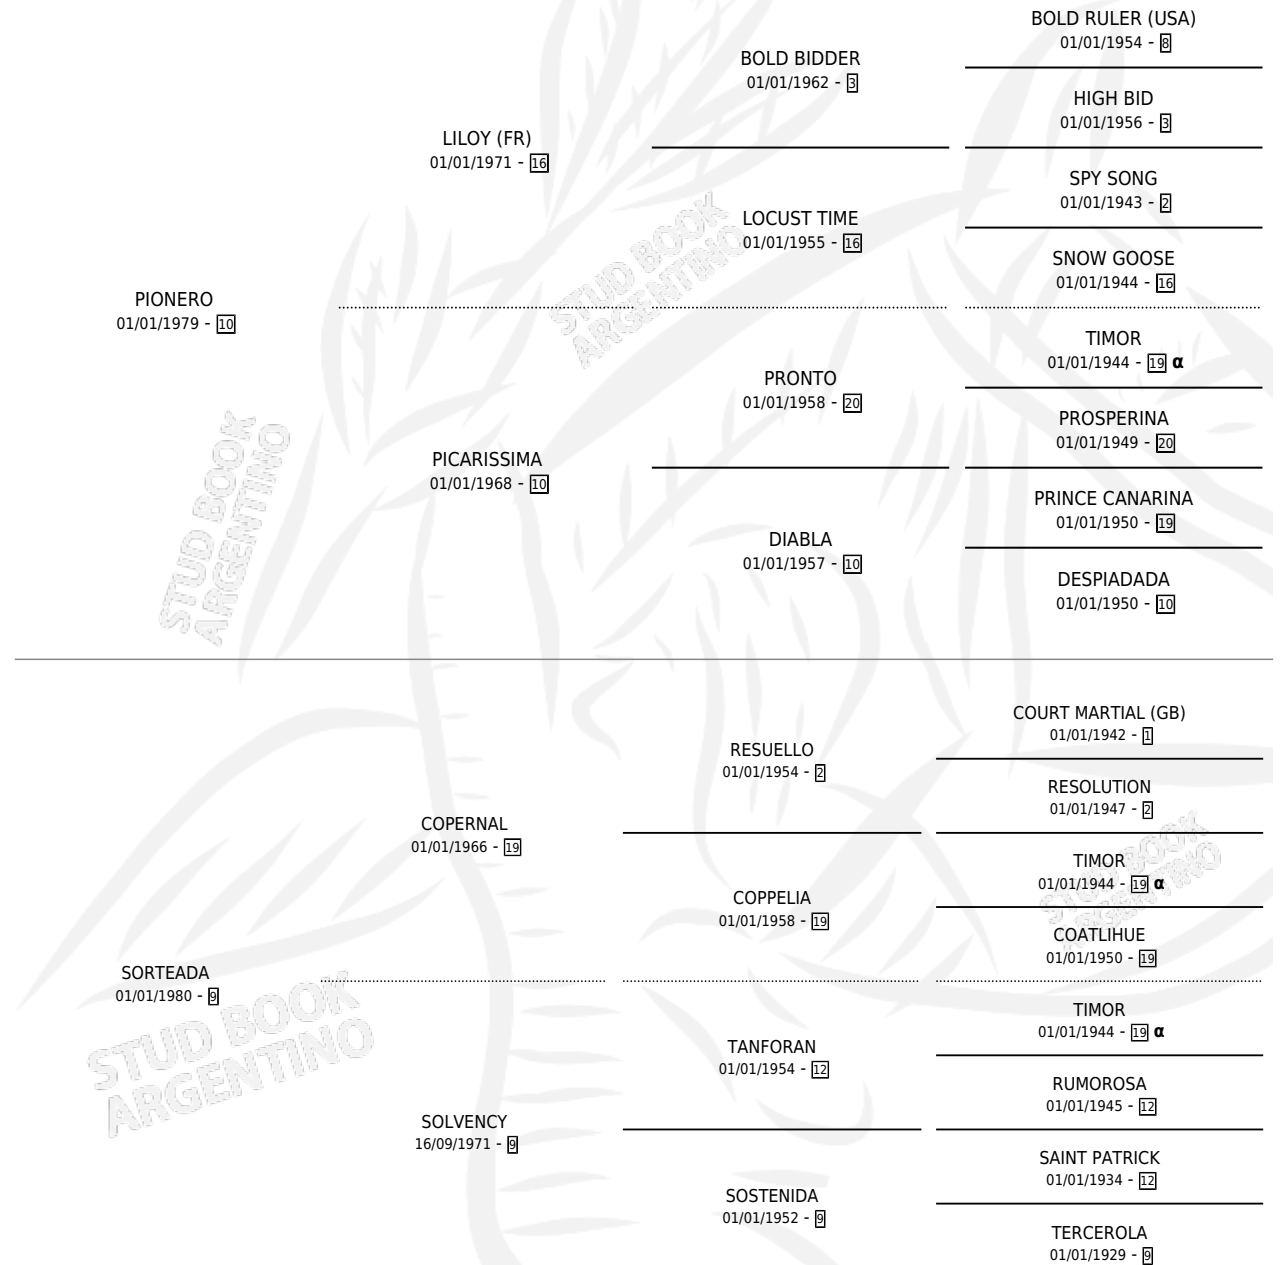 BOLD RULER (USA)
01/01/1954 - 8
BOLD BIDDER
01/01/1962 - 3
HIGH BID
01/01/1956 - 3
LILOY (FR)
01/01/1971 - 16
SPY SONG
01/01/1943 - 2
LOCUST TIME
01/01/1955 - 16
SNOW GOOSE
01/01/1944 - 16
STUD BOOK
ARGENTINO
PIONERO
01/01/1979 - 10
TIMOR
01/01/1944 - 19 α
PRONTO
01/01/1958 - 20
PROSPERINA
01/01/1949 - 20
PICARISSIMA
01/01/1968 - 10
PRINCE CANARINA
01/01/1950 - 19
DIABLA
01/01/1957 - 10
DESPIADADA
01/01/1950 - 10
STUD BOOK
ARGENTINO
COURT MARTIAL (GB)
01/01/1942 - 1
RESUELLO
01/01/1954 - 2
RESOLUTION
01/01/1947 - 2
COPERNAL
01/01/1966 - 19
TIMOR
01/01/1944 - 19 α
COPPELIA
01/01/1958 - 19
COATLIHUE
01/01/1950 - 19
STUD BOOK
ARGENTINO
SORTEADA
01/01/1980 - 9
TIMOR
01/01/1944 - 19 α
TANFORAN
01/01/1954 - 12
RUMOROSA
01/01/1945 - 12
STUD BOOK
ARGENTINO
SOLVENCY
16/09/1971 - 9
SAINT PATRICK
01/01/1934 - 12
SOSTENIDA
01/01/1952 - 9
TERCEROLA
01/01/1929 - 9